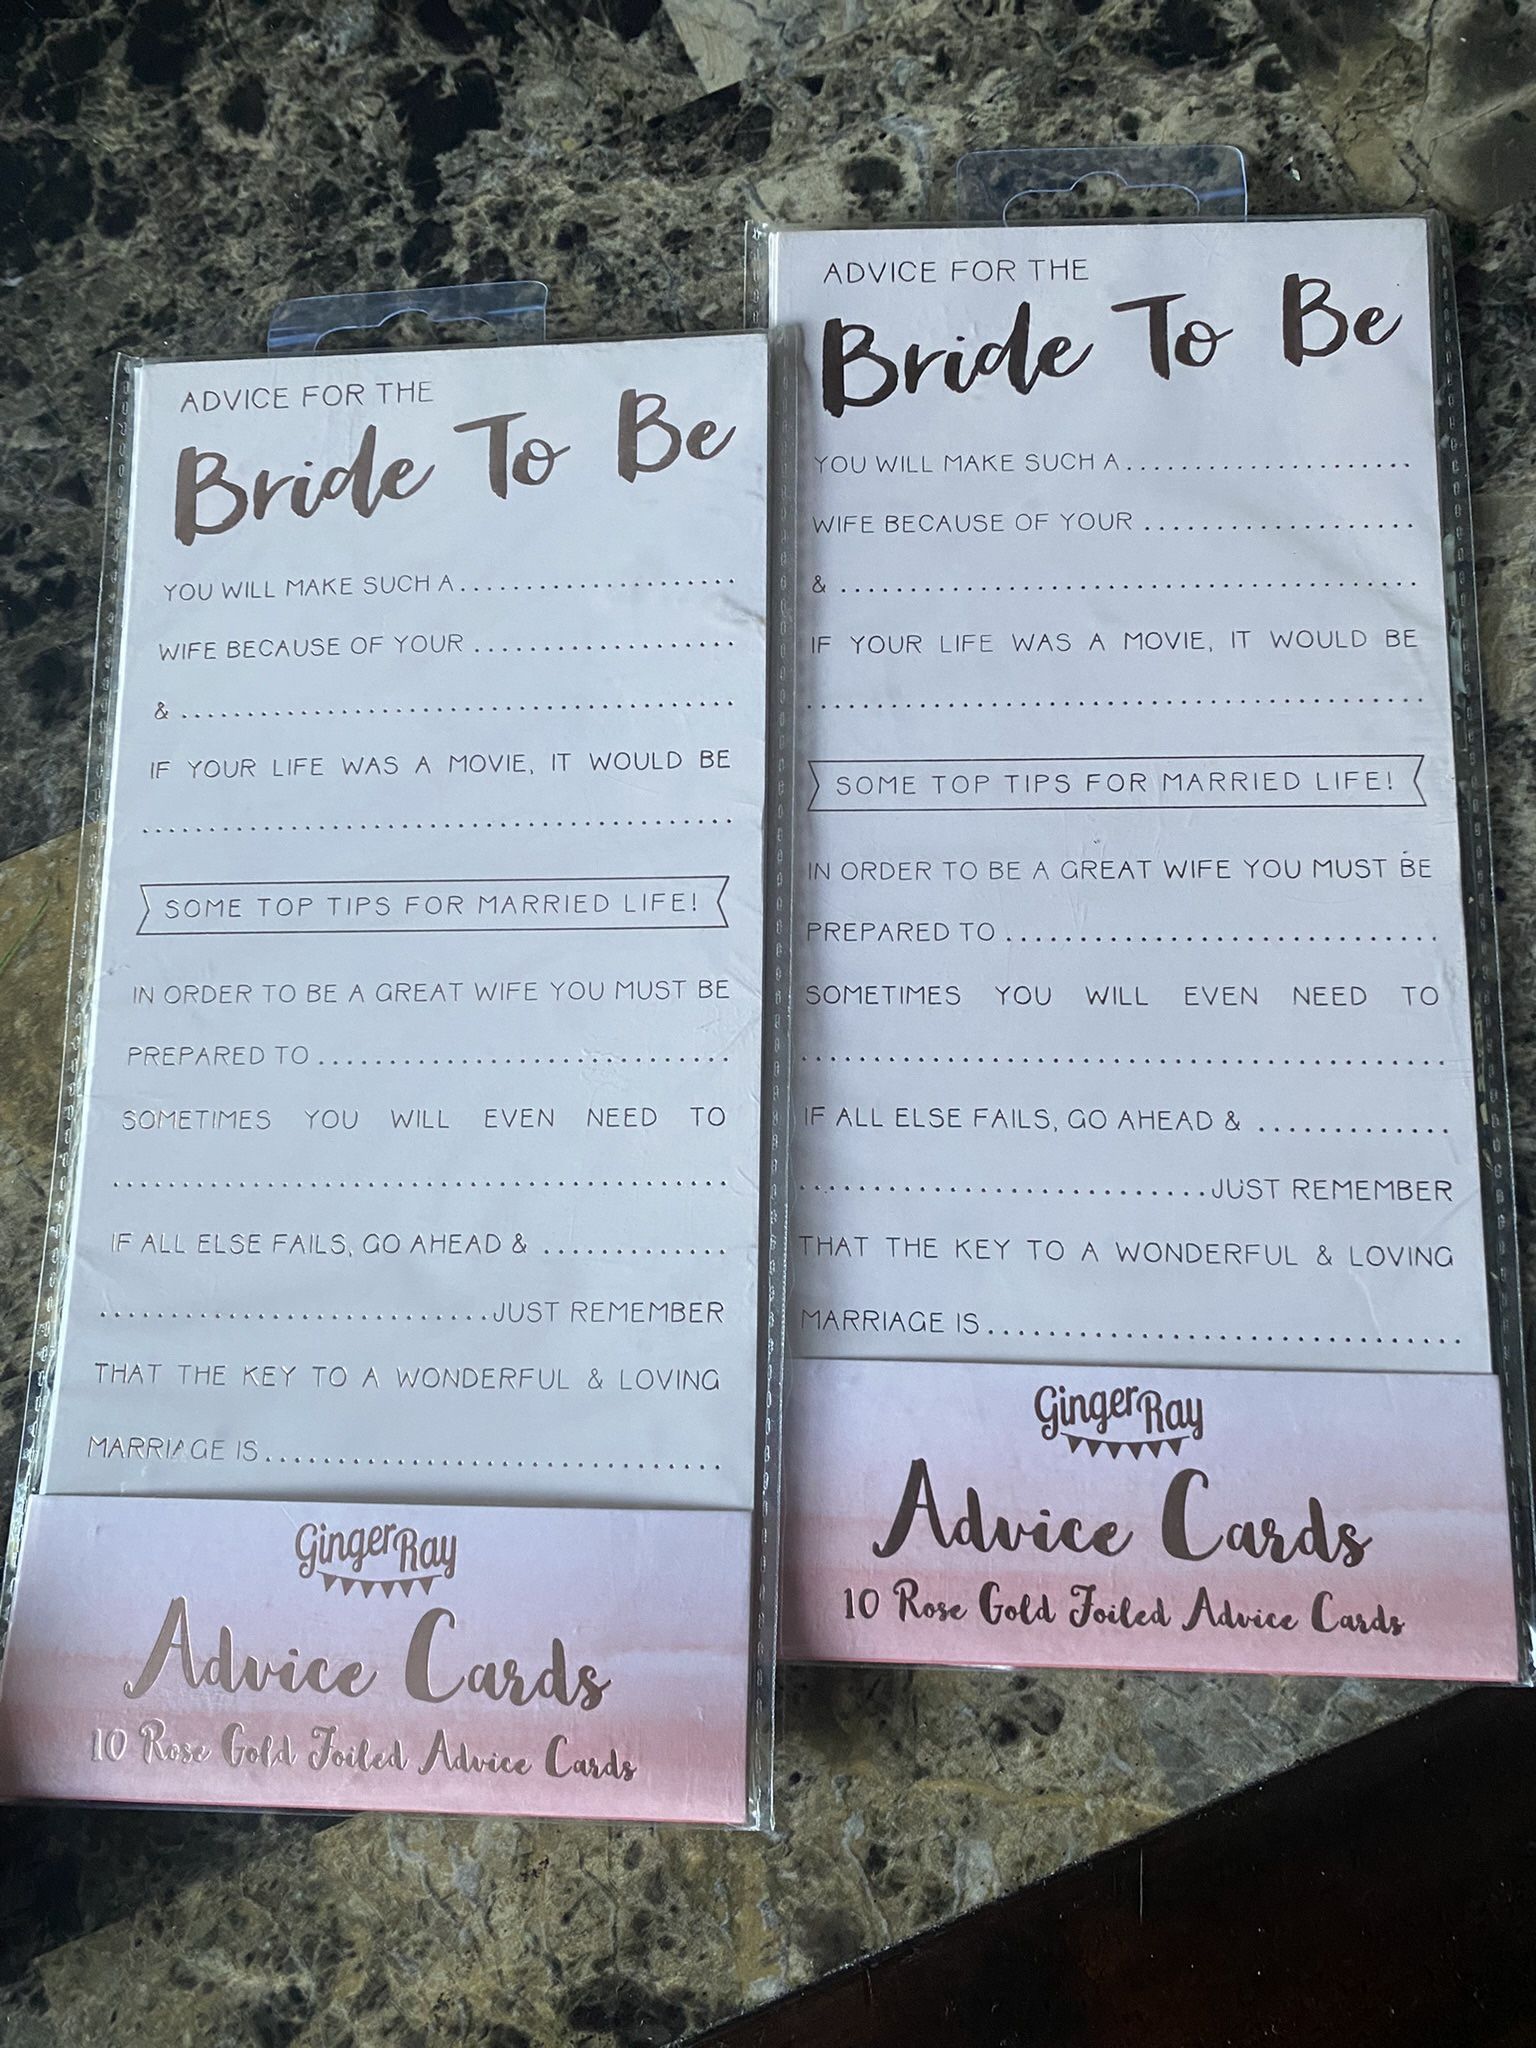 ADVICE FOR THE
Bride To Be
YOU WILL MAKE SUCH A......................
WIFE BECAUSE OF YOUR ....................
& ..........................................
IF YOUR LIFE WAS A MOVIE, IT WOULD BE
.............................................
SOME TOP TIPS FOR MARRIED LIFE!
IN ORDER TO BE A GREAT WIFE YOU MUST BE
PREPARED TO ...............................
SOMETIMES YOU WILL EVEN NEED TO
.............................................
IF ALL ELSE FAILS, GO AHEAD & .............
.............................JUST REMEMBER
THAT THE KEY TO A WONDERFUL & LOVING
MARRIAGE IS ................................
Ginger Ray
Advice Cards
10 Rose Gold Foiled Advice Cards
ADVICE FOR THE
Bride To Be
YOU WILL MAKE SUCH A......................
WIFE BECAUSE OF YOUR ....................
& ..........................................
IF YOUR LIFE WAS A MOVIE, IT WOULD BE
.............................................
SOME TOP TIPS FOR MARRIED LIFE!
IN ORDER TO BE A GREAT WIFE YOU MUST BE
PREPARED TO ...............................
SOMETIMES YOU WILL EVEN NEED TO
.............................................
IF ALL ELSE FAILS, GO AHEAD & .............
.............................JUST REMEMBER
THAT THE KEY TO A WONDERFUL & LOVING
MARRIAGE IS ................................
Ginger Ray
Advice Cards
10 Rose Gold Foiled Advice Cards